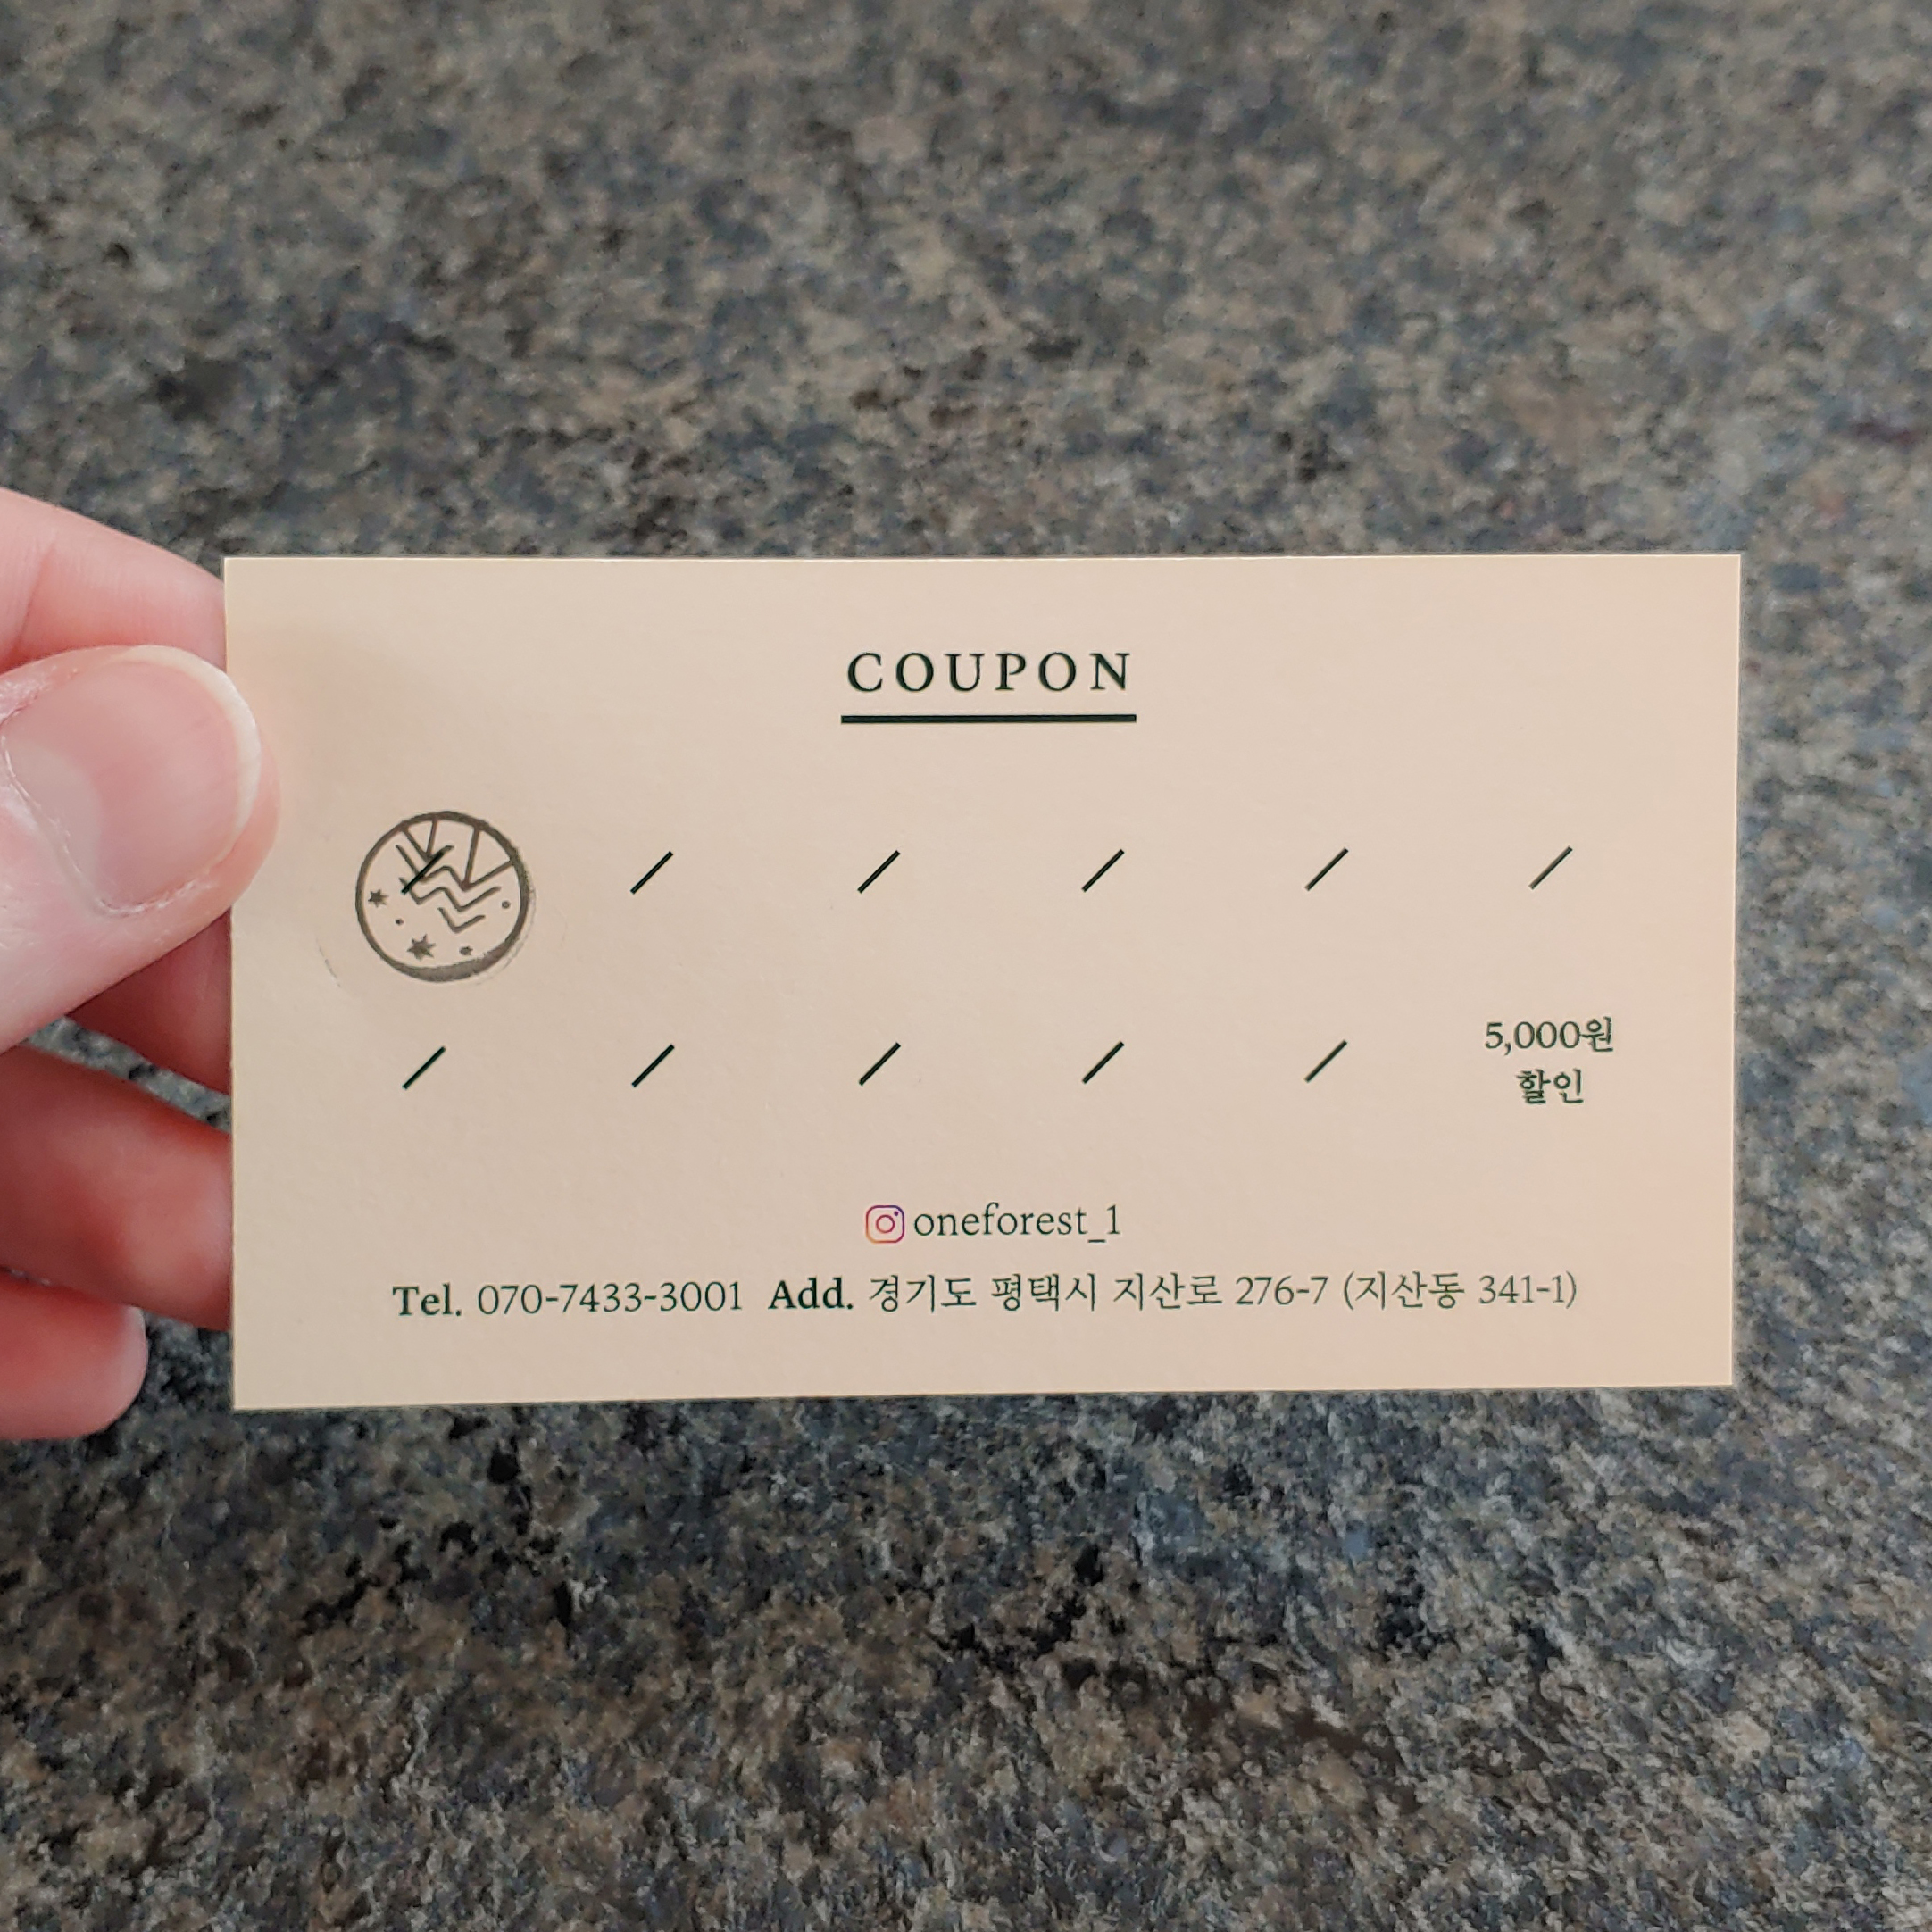 COUPON
5,000원
할인
oneforest_1
Tel. 070-7433-3001 Add. 경기도 평택시 지산로 276-7 (지산동 341-1)